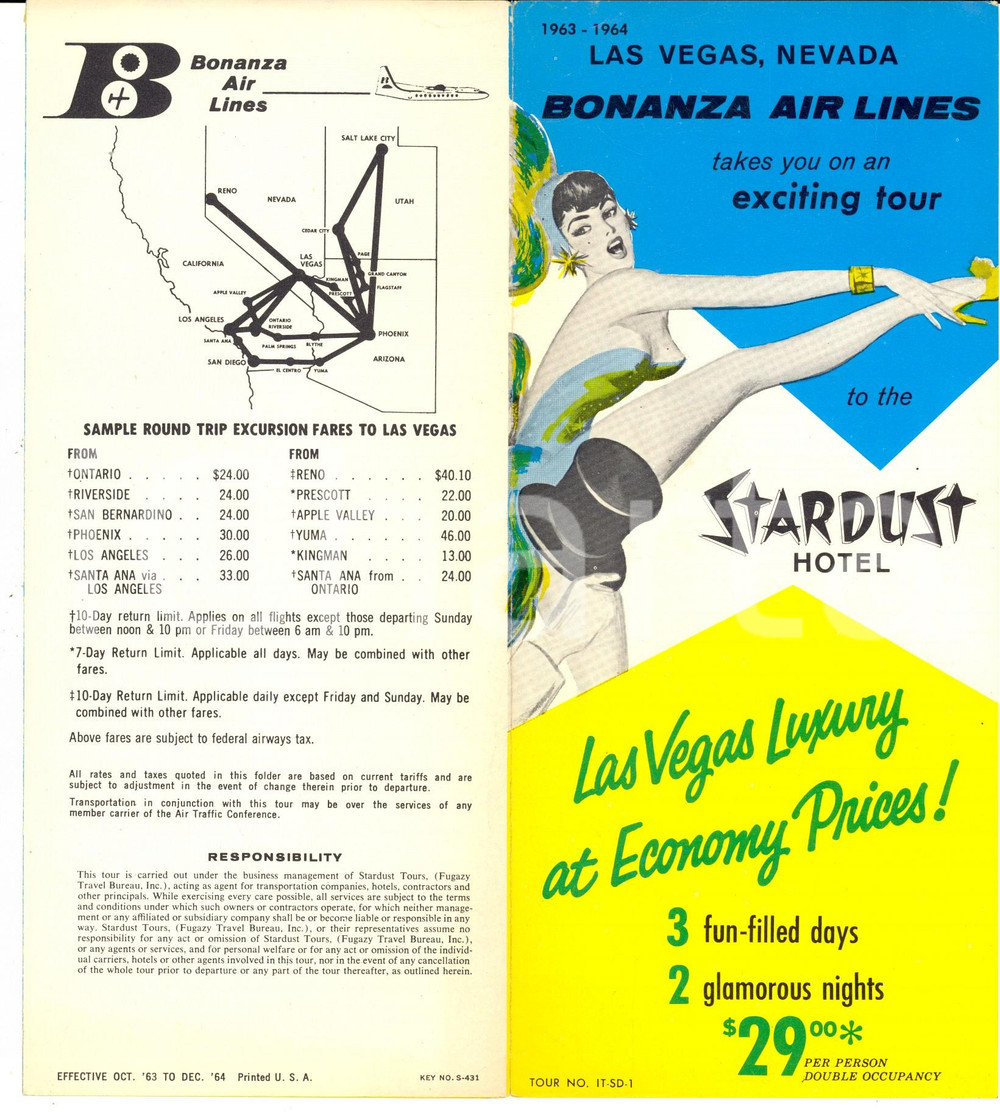 B
Bonanza
Air
Lines
SALT LAKE CITY
RENO
NEVADA
UTAH
CEDAR CITY
PAGE
LAS
VEGAS
CALIFORNIA
KINGMAN
GRAND CANYON
FLAGSTAFF
APPLE VALLEY
PRESCOTT
LOS ANGELES
ONTARIO
RIVERSIDE
PHOENIX
SANTA ANA
PALM SPRINGS
BLYTHE
SAN DIEGO
ARIZONA
EL CENTRO
YUMA
SAMPLE ROUND TRIP EXCURSION FARES TO LAS VEGAS
FROM
†ONTARIO . . . . . $24.00
†RIVERSIDE . . . . 24.00
†SAN BERNARDINO . . 24.00
†PHOENIX . . . . . 30.00
†LOS ANGELES . . . 26.00
†SANTA ANA via . . . 33.00
LOS ANGELES
FROM
‡RENO . . . . . . $40.10
*PRESCOTT . . . . 22.00
†APPLE VALLEY . . . 20.00
†YUMA . . . . . . 46.00
*KINGMAN . . . . 13.00
†SANTA ANA from . . 24.00
ONTARIO
†10-Day return limit. Applies on all flights except those departing Sunday
between noon & 10 pm or Friday between 6 am & 10 pm.
*7-Day Return Limit. Applicable all days. May be combined with other
fares.
‡10-Day Return Limit. Applicable daily except Friday and Sunday. May be
combined with other fares.
Above fares are subject to federal airways tax.
All rates and taxes quoted in this folder are based on current tariffs and are
subject to adjustment in the event of change therein prior to departure.
Transportation in conjunction with this tour may be over the services of any
member carrier of the Air Traffic Conference.
RESPONSIBILITY
This tour is carried out under the business management of Stardust Tours, (Fugazy
Travel Bureau, Inc.), acting as agent for transportation companies, hotels, contractors and
other principals. While exercising every care possible, all services are subject to the terms
and conditions under which such owners or contractors operate, for which neither manage-
ment or any affiliated or subsidiary company shall be or become liable or responsible in any
way. Stardust Tours, (Fugazy Travel Bureau, Inc.), or their representatives assume no
responsibility for any act or omission of Stardust Tours, (Fugazy Travel Bureau, Inc.),
or any agents or services, and for personal welfare or for any act or omission of the individ-
ual carriers, hotels or other agents involved in this tour, nor in the event of any cancellation
of the whole tour prior to departure or any part of the tour thereafter, as outlined herein.
EFFECTIVE OCT. '63 TO DEC. '64 Printed U. S. A.
KEY NO. S-431
1963 - 1964
LAS VEGAS, NEVADA
BONANZA AIR LINES
takes you on an
exciting tour
to the
STARDUST
HOTEL
Las Vegas Luxury
at Economy Prices!
3 fun-filled days
2 glamorous nights
$29.00*
PER PERSON
DOUBLE OCCUPANCY
TOUR NO. IT-SD-1